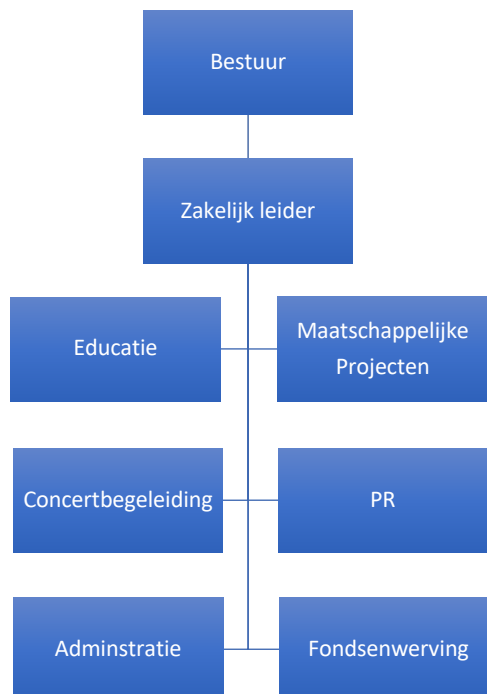 Bestuur
Zakelijk leider
Educatie
Maatschappelijke
Projecten
Concertbegeleiding
PR
Adminstratie
Fondsenwerving